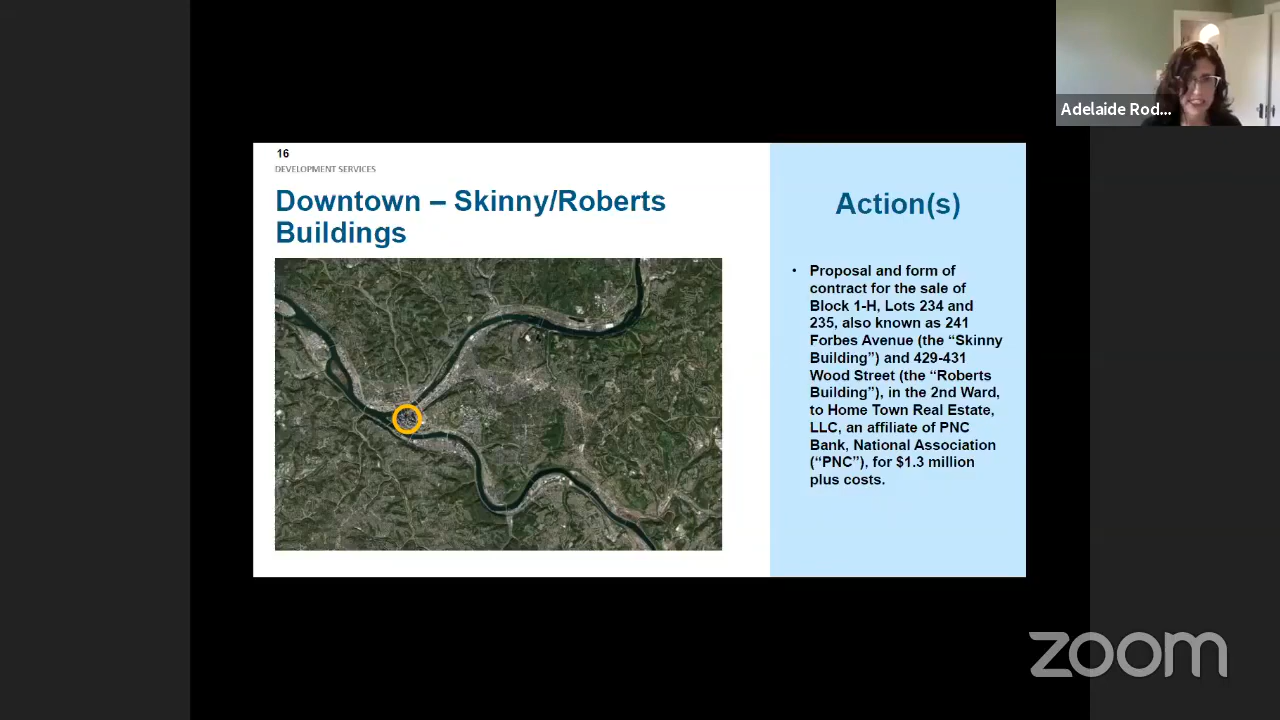 Adelaide Rod...
16
DEVELOPMENT SERVICES
Downtown – Skinny/Roberts
Buildings
Action(s)
• Proposal and form of
contract for the sale of
Block 1-H, Lots 234 and
235, also known as 241
Forbes Avenue (the “Skinny
Building”) and 429-431
Wood Street (the “Roberts
Building”), in the 2nd Ward,
to Home Town Real Estate,
LLC, an affiliate of PNC
Bank, National Association
(“PNC”), for $1.3 million
plus costs.
zoom